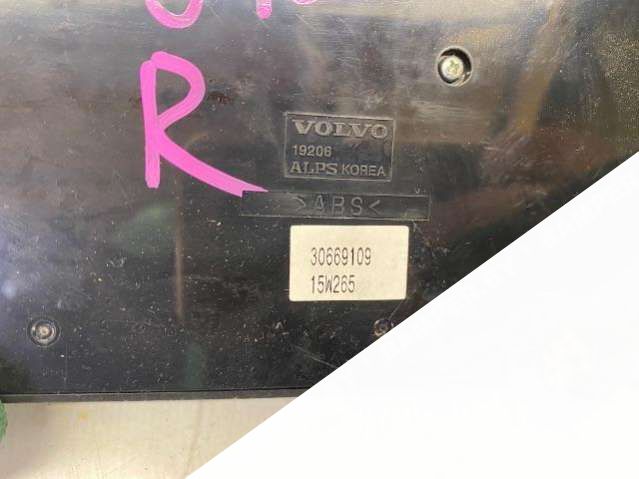 R
VOLVO
19206
ALPS KOREA
>ABS<
30669109
15W265